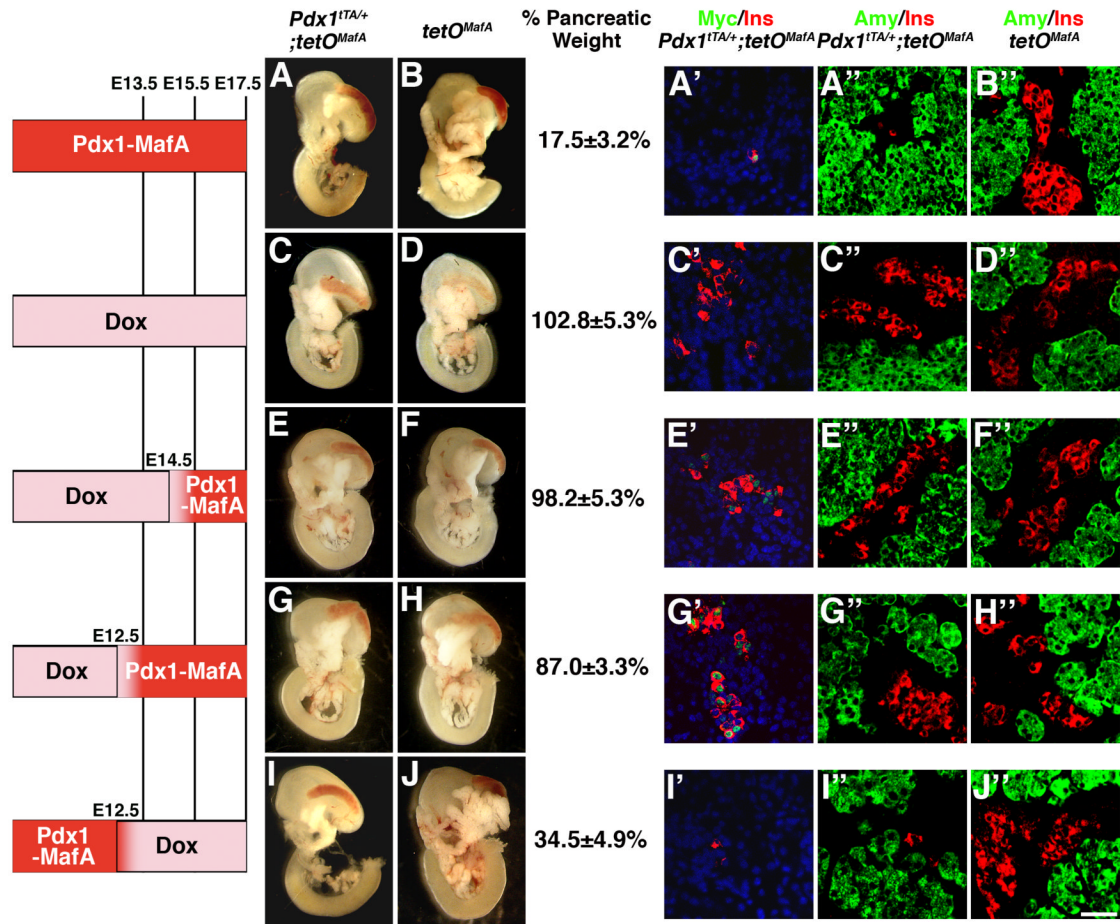 Pdx1tTA/+
;tetOMafA
tetOMafA
% Pancreatic
Weight
Myc/Ins
Pdx1tTA/+;tetOMafA
Amy/Ins
Pdx1tTA/+;tetOMafA
Amy/Ins
tetOMafA
E13.5 E15.5 E17.5
Pdx1-MafA
A
B
17.5±3.2%
A'
A"
B"
Dox
C
D
102.8±5.3%
C'
C"
D"
E14.5
Dox
Pdx1
-MafA
E
F
98.2±5.3%
E'
E"
F"
E12.5
Dox
Pdx1-MafA
G
H
87.0±3.3%
G'
G"
H"
E12.5
Pdx1
-MafA
Dox
I
J
34.5±4.9%
I'
I"
J"